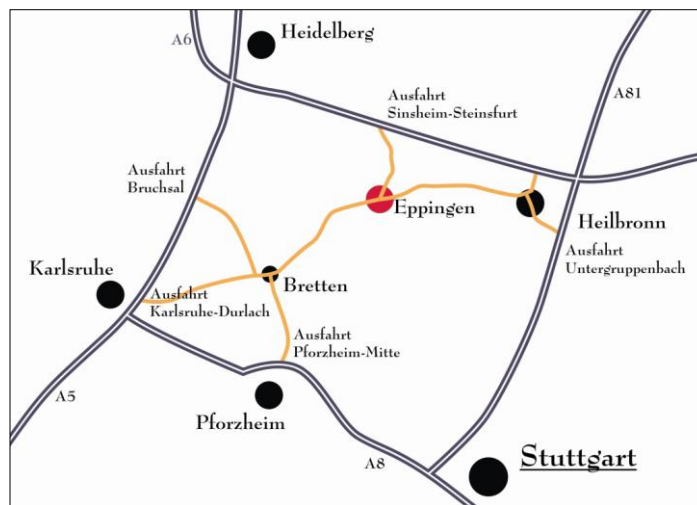 A6
Heidelberg
A81
Ausfahrt
Sinsheim-Steinsfurt
Ausfahrt
Bruchsal
Eppingen
Heilbronn
Karlsruhe
Ausfahrt
Untergruppenbach
Bretten
Ausfahrt
Karlsruhe-Durlach
Ausfahrt
Pforzheim-Mitte
A5
Pforzheim
A8
Stuttgart